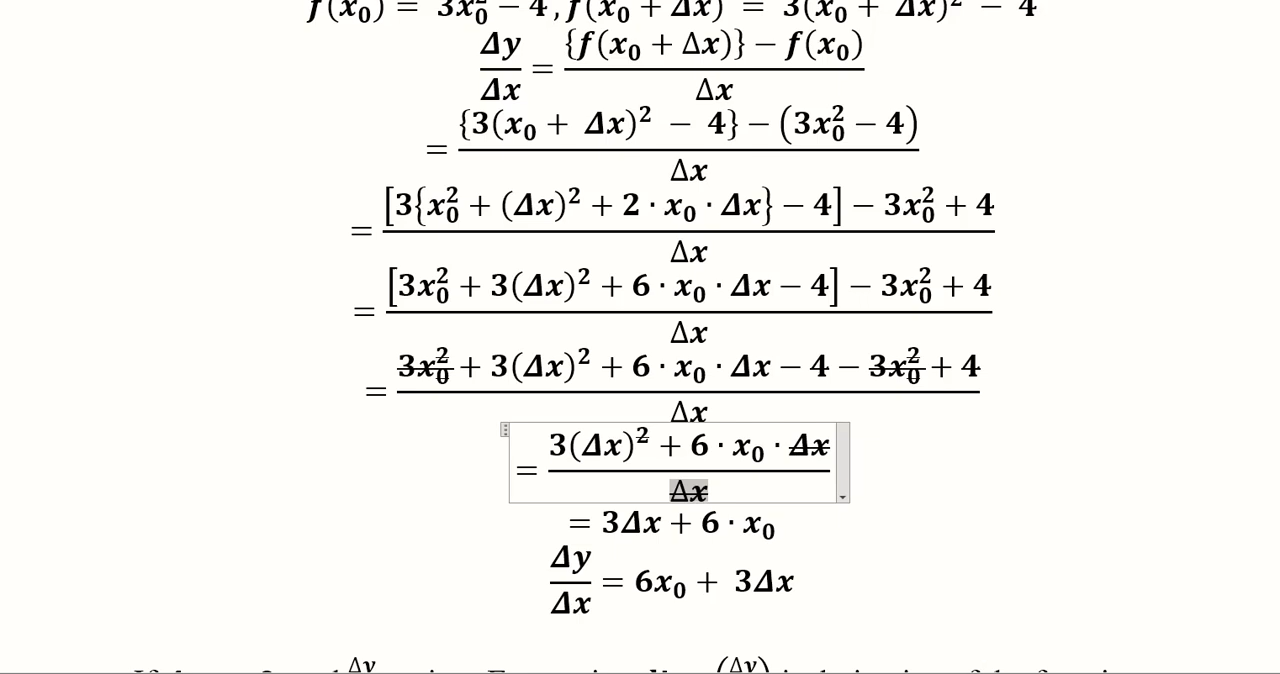 f(x₀) = 3x₀² − 4, f(x₀ + Δx) = 3(x₀ + Δx)² − 4
Δy/Δx = ({f(x₀ + Δx)} − f(x₀))/Δx
= ({3(x₀ + Δx)² − 4} − (3x₀² − 4))/Δx
= ([3{x₀² + (Δx)² + 2 · x₀ · Δx} − 4] − 3x₀² + 4)/Δx
= ([3x₀² + 3(Δx)² + 6 · x₀ · Δx − 4] − 3x₀² + 4)/Δx
= (3x₀² + 3(Δx)² + 6 · x₀ · Δx − 4 − 3x₀² + 4)/Δx
= (3(Δx)² + 6 · x₀ · Δx)/Δx
= 3Δx + 6 · x₀
Δy/Δx = 6x₀ + 3Δx